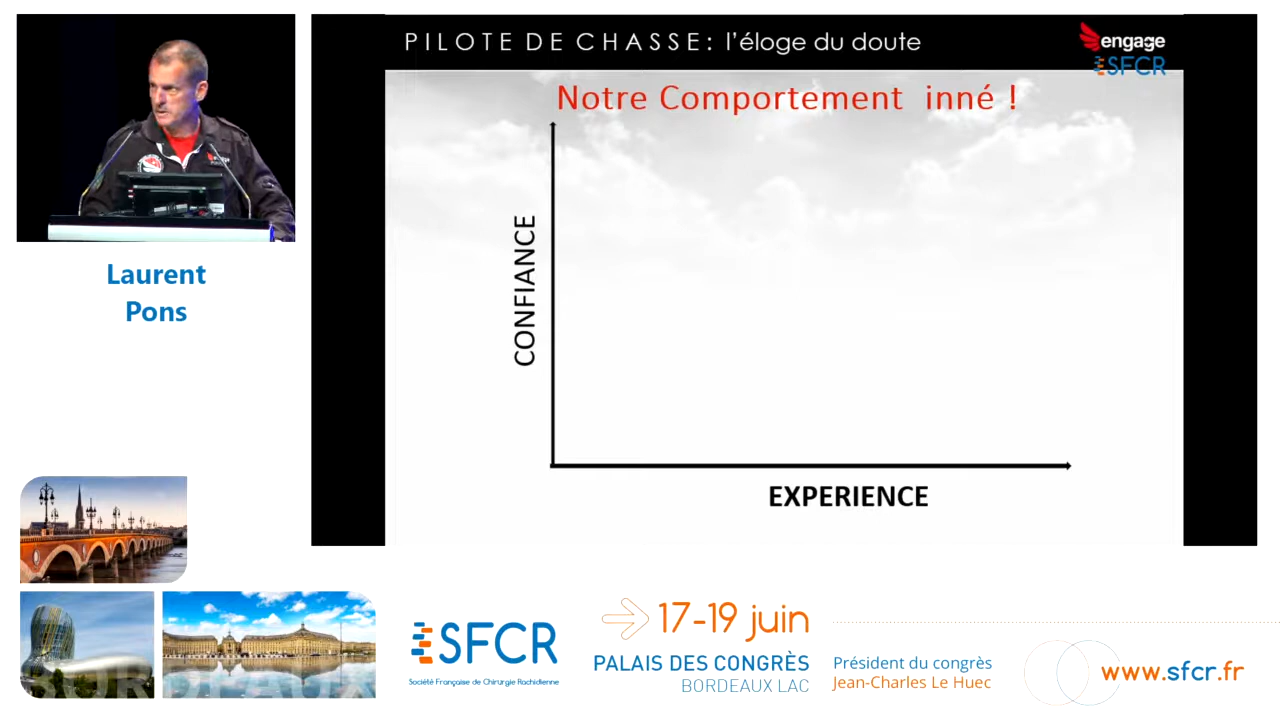 PILOTE DE CHASSE: l'éloge du doute
engage
SFCR
Notre Comportement inné !
CONFIANCE
EXPERIENCE
Laurent
Pons
BORDEAUX
SFCR
Société Française de Chirurgie Rachidienne
17-19 juin
PALAIS DES CONGRÈS
BORDEAUX LAC
Président du congrès
Jean-Charles Le Huec
www.sfcr.fr